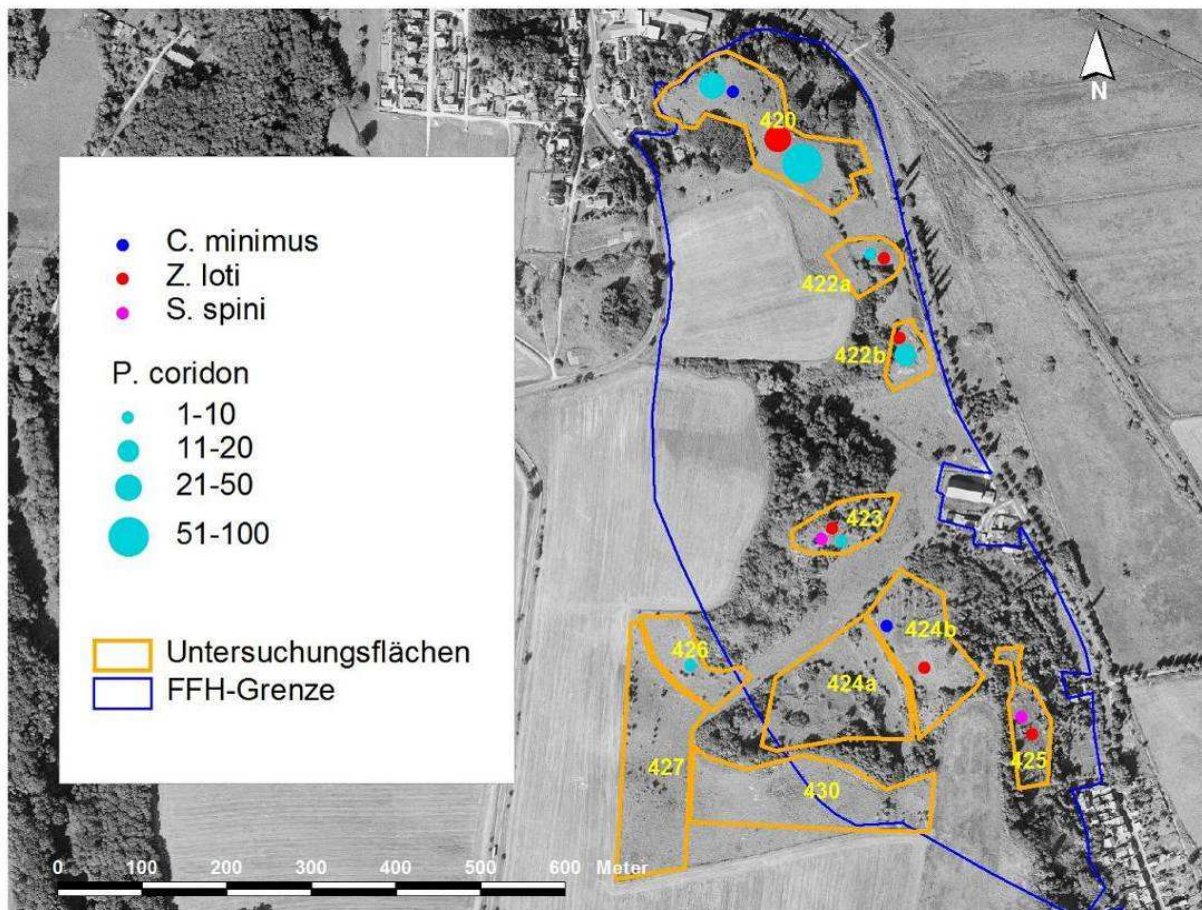 N
420
C. minimus
Z. loti
S. spini
422a
P. coridon
422b
1-10
11-20
21-50
51-100
423
424b
426
Untersuchungsflächen
424a
FFH-Grenze
425
427
430
0 100 200 300 400 500 600 Meter